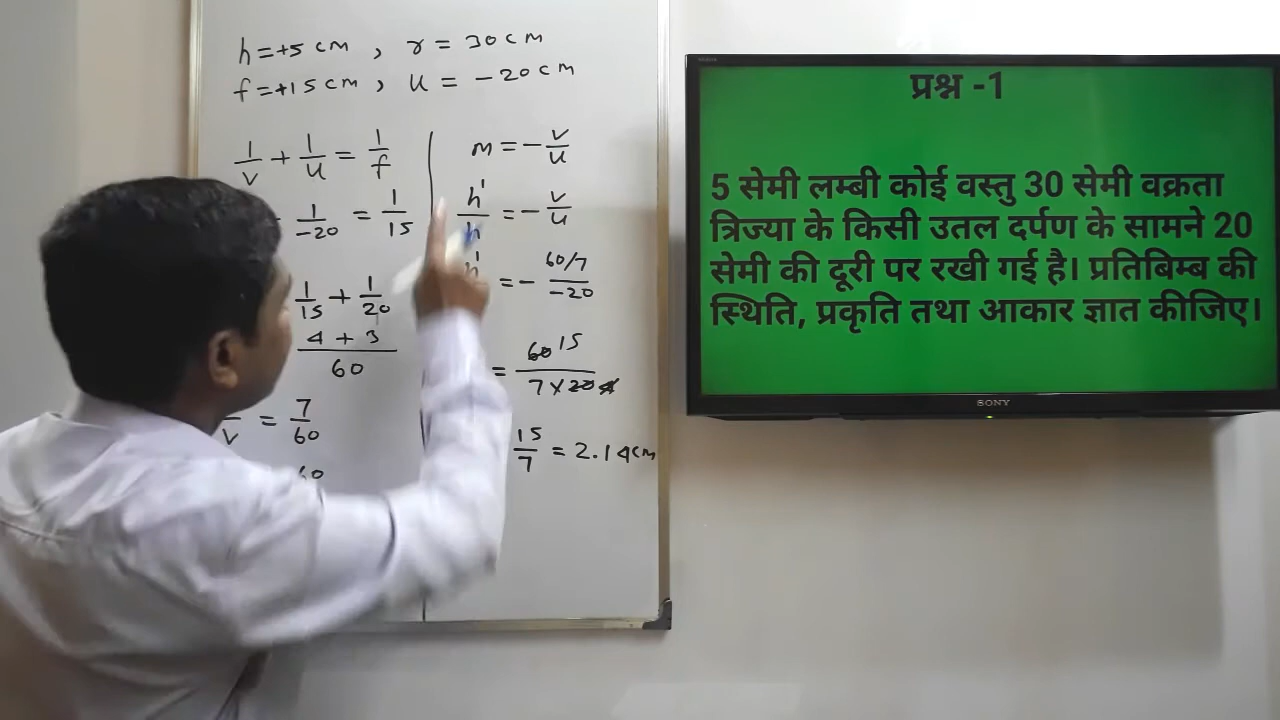 h = +5 cm , r = 30 cm
f = +15 cm , u = -20 cm
1/v + 1/u = 1/f
1/-20 = 1/15
1/15 + 1/20
4 + 3
60
v = 7/60
60
m = - v/u
h'/h = - v/u
h' = - 60/7 / -20
= 60 15 / 7 × 20 4
15/7 = 2.14 cm
प्रश्न -1
5 सेमी लम्बी कोई वस्तु 30 सेमी वक्रता
त्रिज्या के किसी उतल दर्पण के सामने 20
सेमी की दूरी पर रखी गई है। प्रतिबिम्ब की
स्थिति, प्रकृति तथा आकार ज्ञात कीजिए।
SONY